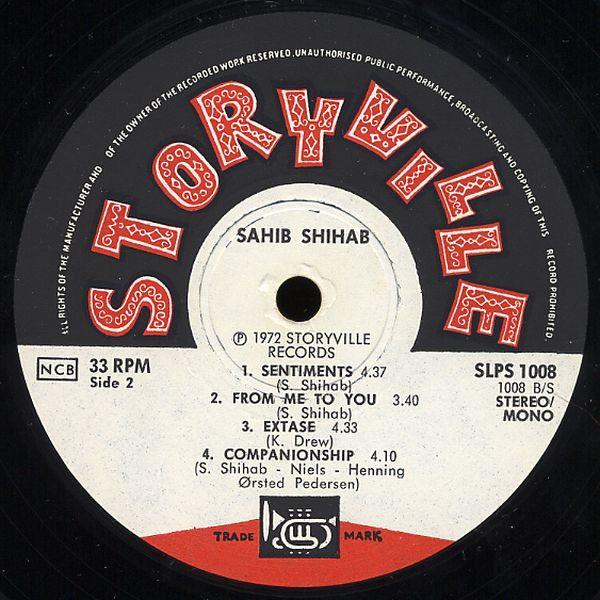 ALL RIGHTS OF THE MANUFACTURER AND OF THE OWNER OF THE RECORDED WORK RESERVED, UNAUTHORISED PUBLIC PERFORMANCE, BROADCASTING AND COPYING OF THIS RECORD PROHIBITED
STORYVILLE
SAHIB SHIHAB
℗ 1972 STORYVILLE
RECORDS
NCB
33 RPM
Side 2
SLPS 1008
1008 B/S
STEREO/
MONO
1. SENTIMENTS 4.37
(S. Shihab)
2. FROM ME TO YOU 3.40
(S. Shihab)
3. EXTASE 4.33
(K. Drew)
4. COMPANIONSHIP 4.10
(S. Shihab - Niels - Henning
Ørsted Pedersen)
TRADE MARK